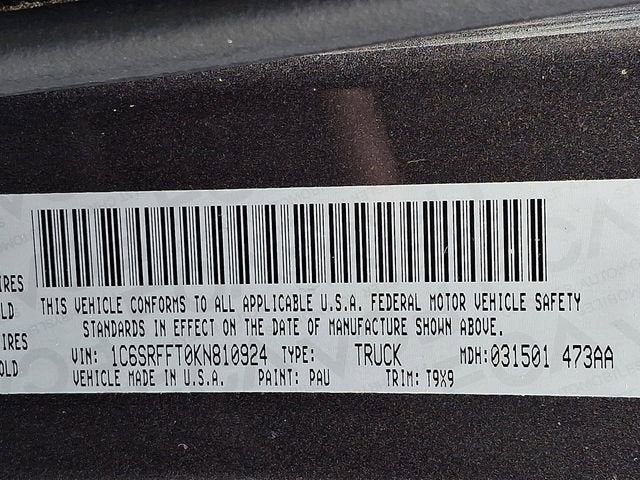 IRES
OLD
IRES
OLD
THIS VEHICLE CONFORMS TO ALL APPLICABLE U.S.A. FEDERAL MOTOR VEHICLE SAFETY
STANDARDS IN EFFECT ON THE DATE OF MANUFACTURE SHOWN ABOVE.
VIN: 1C6SRFFT0KN810924 TYPE: TRUCK MDH: 031501 473AA
VEHICLE MADE IN U.S.A. PAINT: PAU TRIM: T9X9